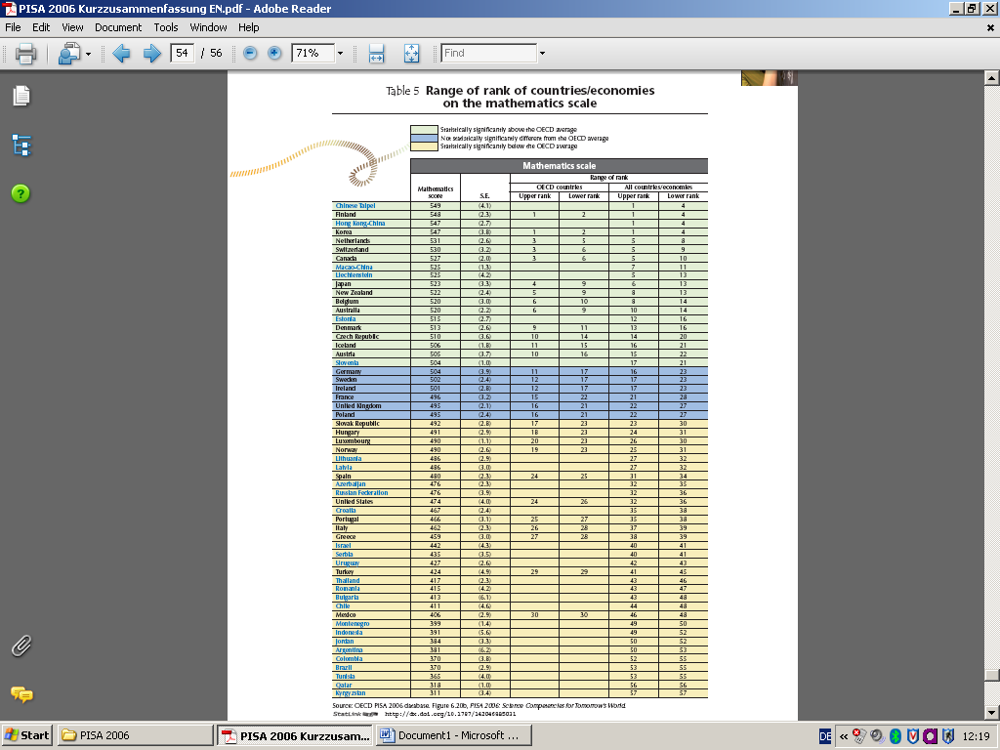 PISA 2006 Kurzzusammenfassung EN.pdf - Adobe Reader
File Edit View Document Tools Window Help
54 / 56 71% Find
Table 5 Range of rank of countries/economies
on the mathematics scale
Statistically significantly above the OECD average
Not statistically significantly different from the OECD average
Statistically significantly below the OECD average
Mathematics scale
Range of rank
Mathematics OECD countries All countries/economies
score S.E. Upper rank Lower rank Upper rank Lower rank
Chinese Taipei 549 (4.1) 1 4
Finland 548 (2.3) 1 2 1 4
Hong Kong-China 547 (2.7) 1 4
Korea 547 (3.8) 1 2 1 4
Netherlands 531 (2.6) 3 5 5 8
Switzerland 530 (3.2) 3 6 5 9
Canada 527 (2.0) 3 6 5 10
Macao-China 525 (1.3) 7 11
Liechtenstein 525 (4.2) 5 13
Japan 523 (3.3) 4 9 6 13
New Zealand 522 (2.4) 5 9 8 13
Belgium 520 (3.0) 6 10 8 14
Australia 520 (2.2) 6 9 10 14
Estonia 515 (2.7) 12 16
Denmark 513 (2.6) 9 11 13 16
Czech Republic 510 (3.6) 10 14 14 20
Iceland 506 (1.8) 11 15 16 21
Austria 505 (3.7) 10 16 15 22
Slovenia 504 (1.0) 17 21
Germany 504 (3.9) 11 17 16 23
Sweden 502 (2.4) 12 17 17 23
Ireland 501 (2.8) 12 17 17 23
France 496 (3.2) 15 22 21 28
United Kingdom 495 (2.1) 16 21 22 27
Poland 495 (2.4) 16 21 22 27
Slovak Republic 492 (2.8) 17 23 23 30
Hungary 491 (2.9) 18 23 24 31
Luxembourg 490 (1.1) 20 23 26 30
Norway 490 (2.6) 19 23 25 31
Lithuania 486 (2.9) 27 32
Latvia 486 (3.0) 27 32
Spain 480 (2.3) 24 25 31 34
Azerbaijan 476 (2.3) 32 35
Russian Federation 476 (3.9) 32 36
United States 474 (4.0) 24 26 32 36
Croatia 467 (2.4) 35 38
Portugal 466 (3.1) 25 27 35 38
Italy 462 (2.3) 26 28 37 39
Greece 459 (3.0) 27 28 38 39
Israel 442 (4.3) 40 41
Serbia 435 (3.5) 40 41
Uruguay 427 (2.6) 42 43
Turkey 424 (4.9) 29 29 41 45
Thailand 417 (2.3) 43 46
Romania 415 (4.2) 43 47
Bulgaria 413 (6.1) 43 48
Chile 411 (4.6) 44 48
Mexico 406 (2.9) 30 30 46 48
Montenegro 399 (1.4) 49 50
Indonesia 391 (5.6) 49 52
Jordan 384 (3.3) 50 52
Argentina 381 (6.2) 50 53
Colombia 370 (3.8) 52 55
Brazil 370 (2.9) 53 55
Tunisia 365 (4.0) 53 55
Qatar 318 (1.0) 56 56
Kyrgyzstan 311 (3.4) 57 57
Source: OECD PISA 2006 database. Figure 6.20b, PISA 2006: Science Competencies for Tomorrow's World.
StatLink http://dx.doi.org/10.1787/142046885031
Start PISA 2006 PISA 2006 Kurzzusam... Document1 - Microsoft ... DE « 12:19